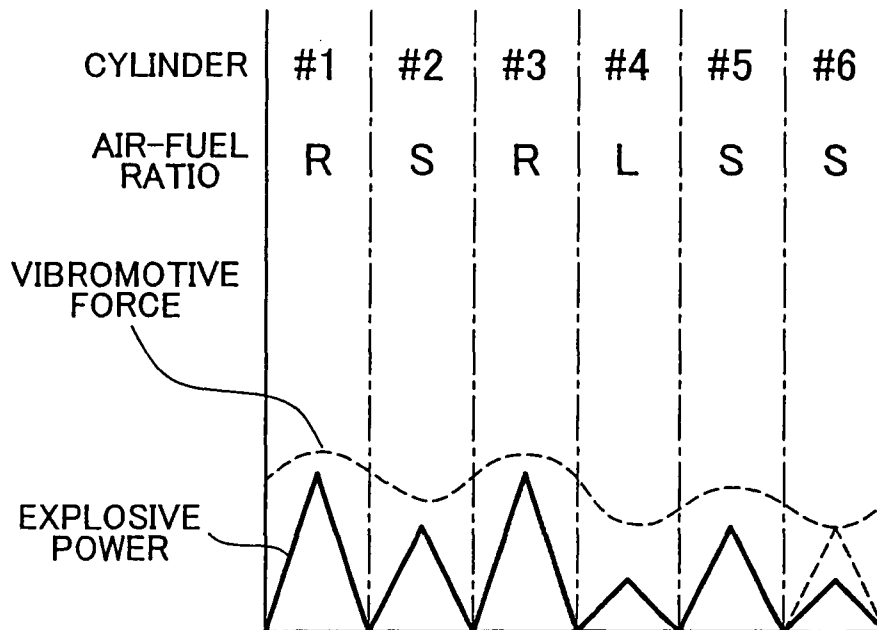 CYLINDER #1 #2 #3 #4 #5 #6
AIR-FUEL
RATIO R S R L S S
VIBROMOTIVE
FORCE
EXPLOSIVE
POWER